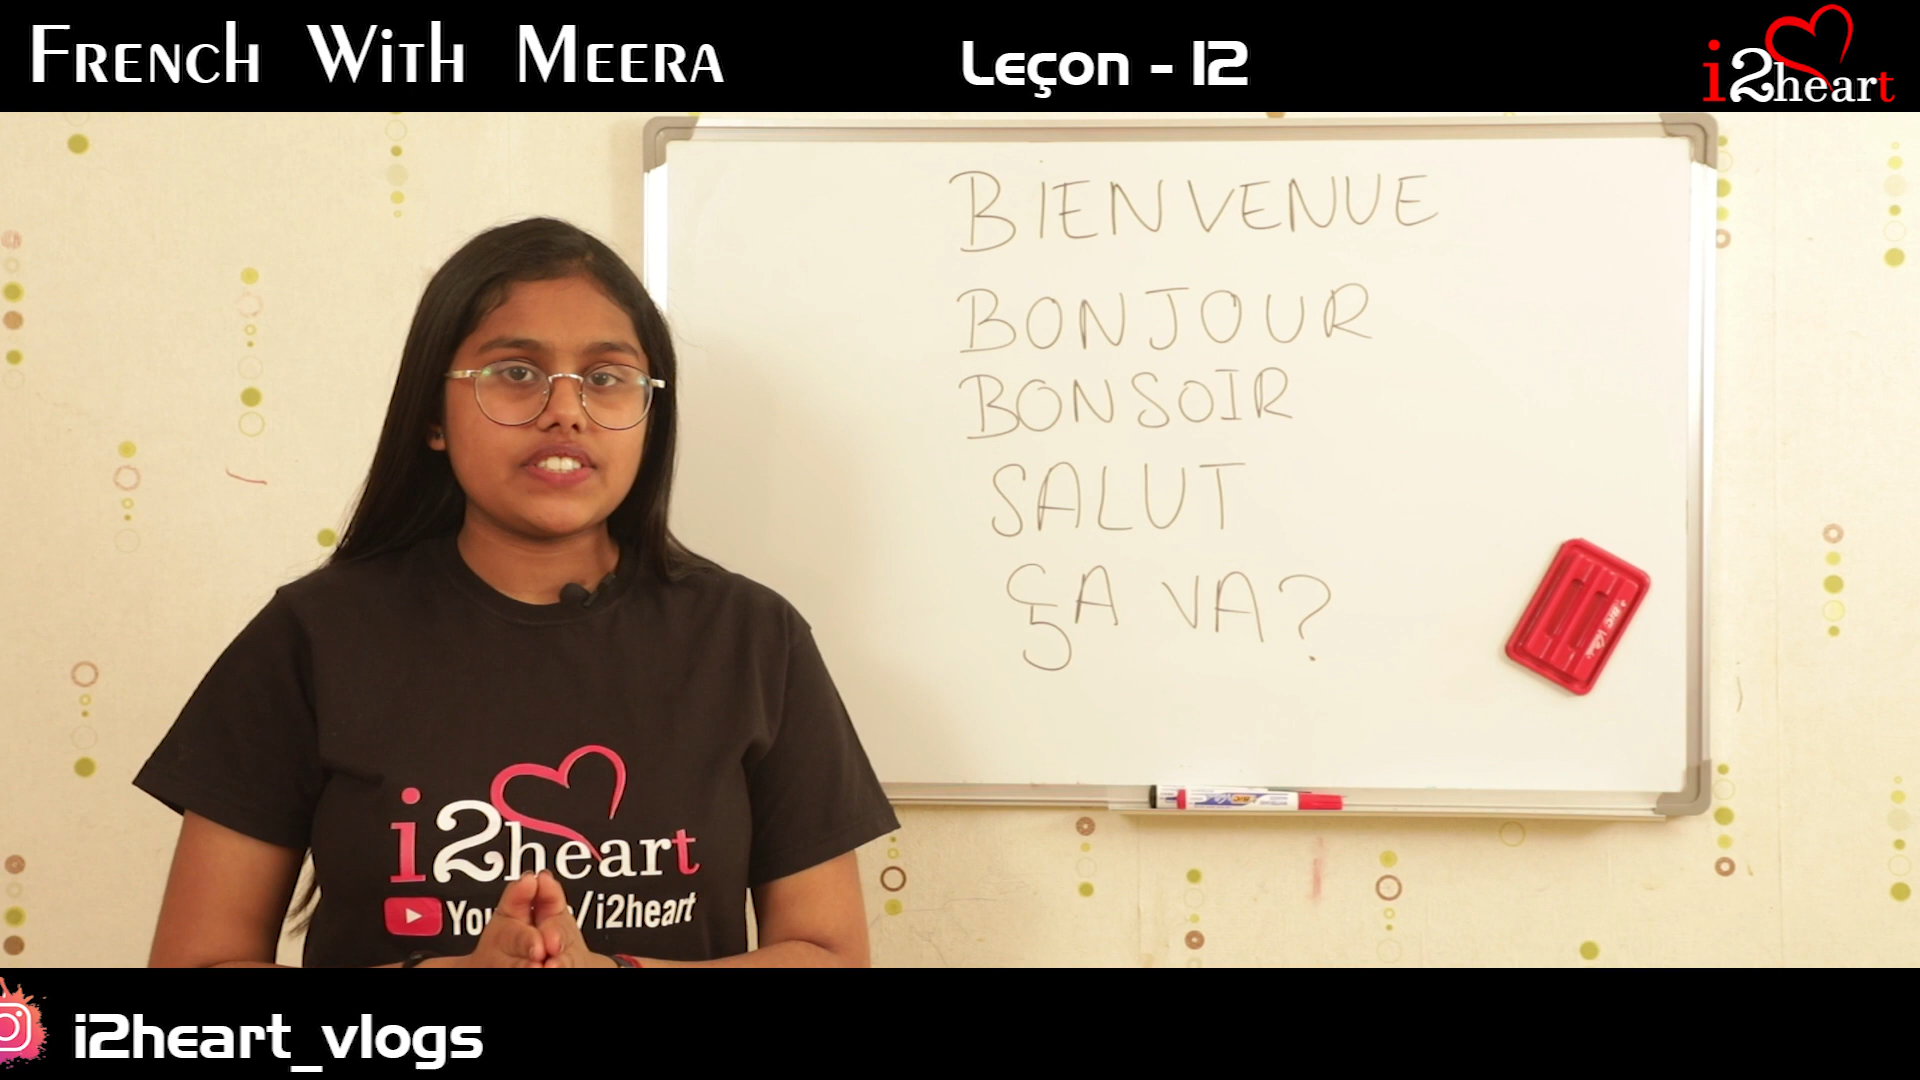 French With Meera
Leçon - 12
i2heart
BIENVENUE
BONJOUR
BONSOIR
SALUT
ÇA VA?
i2heart
/i2heart
i2heart_vlogs